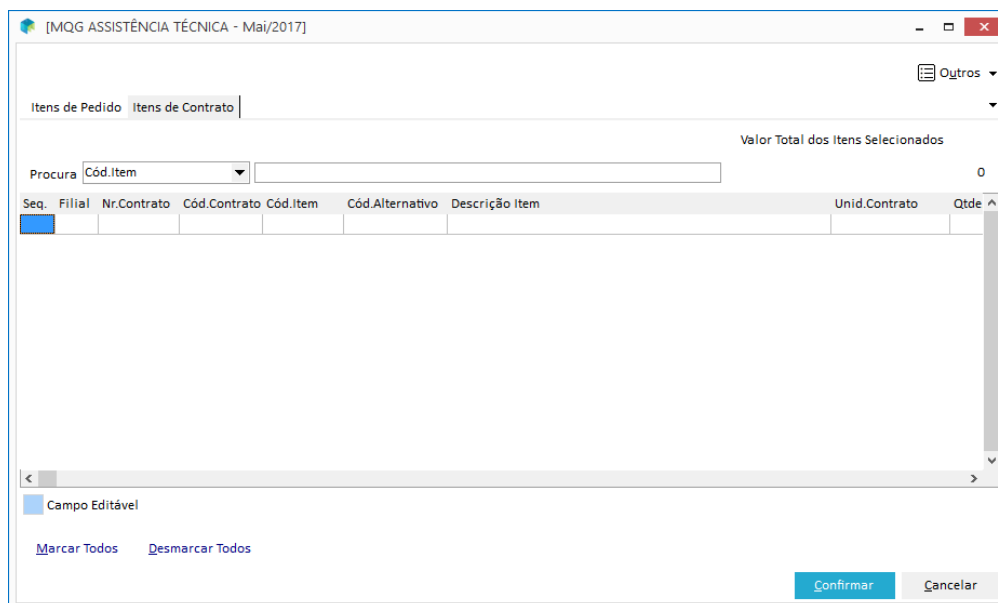 [MQG ASSISTÊNCIA TÉCNICA - Mai/2017]
Outros
Itens de Pedido Itens de Contrato
Valor Total dos Itens Selecionados
Procura Cód.Item 0
Seq. Filial Nr.Contrato Cód.Contrato Cód.Item Cód.Alternativo Descrição Item Unid.Contrato Qtde
Campo Editável
Marcar Todos Desmarcar Todos
Confirmar Cancelar